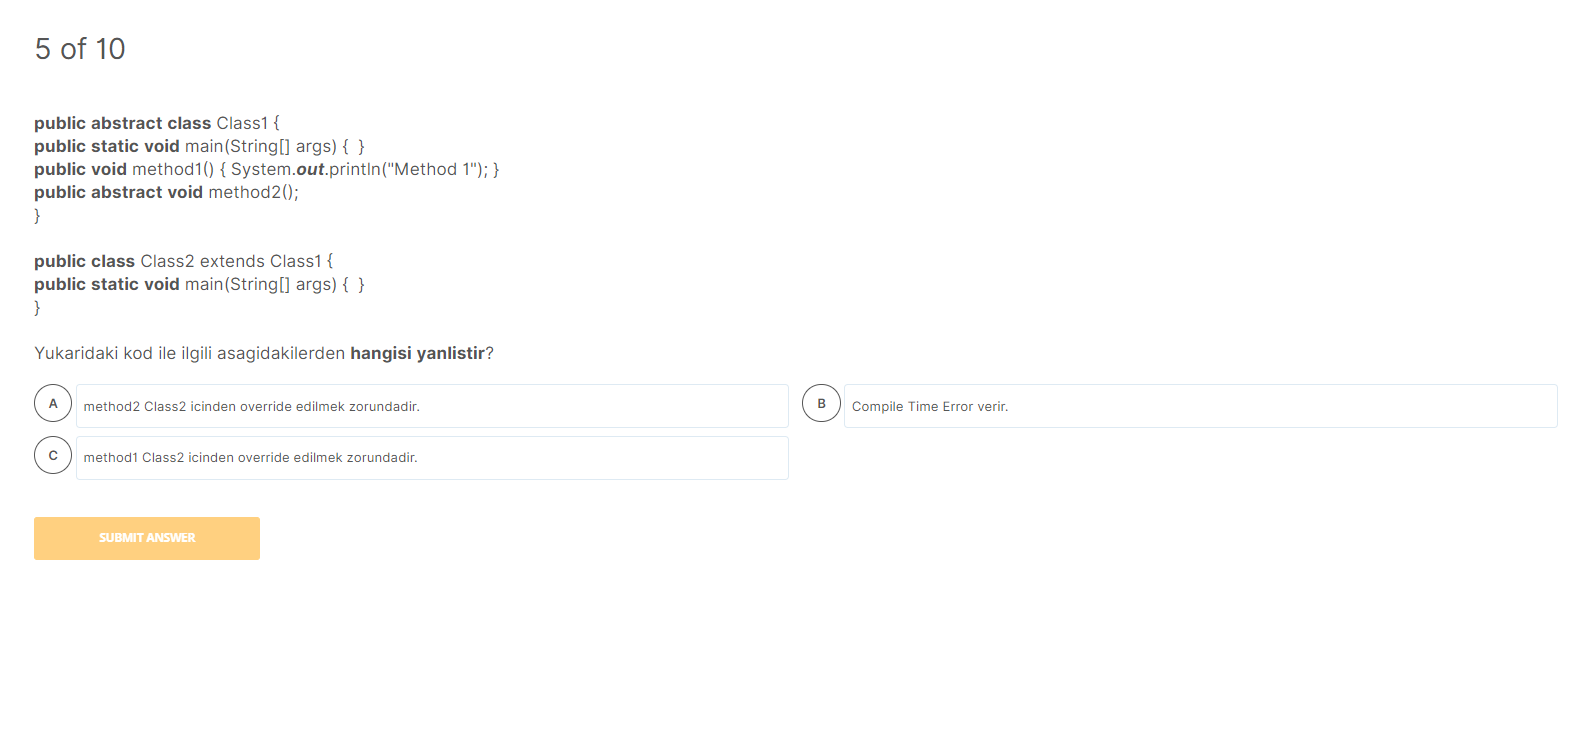 5 of 10
public abstract class Class1 {
public static void main(String[] args) {  }
public void method1() { System.out.println("Method 1"); }
public abstract void method2();
}
public class Class2 extends Class1 {
public static void main(String[] args) {  }
}
Yukaridaki kod ile ilgili asagidakilerden hangisi yanlistir?
A method2 Class2 icinden override edilmek zorundadir.
B Compile Time Error verir.
C method1 Class2 icinden override edilmek zorundadir.
SUBMIT ANSWER